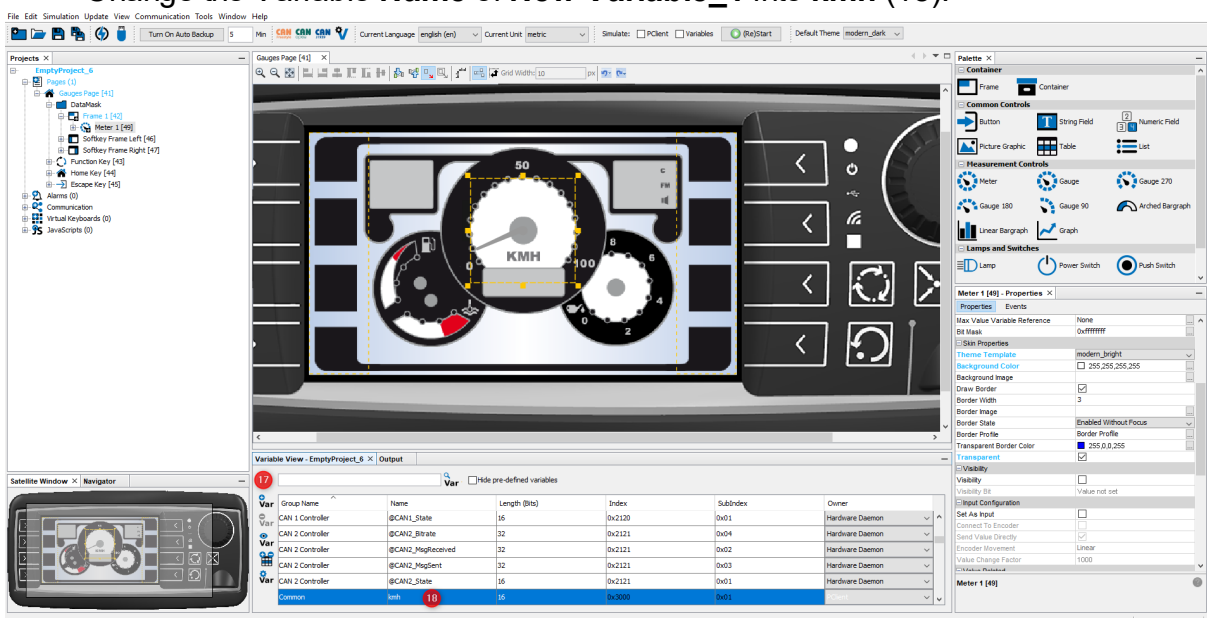 Change the Variable Name of New Variable_1 into kmh (18).
File Edit Simulation Update View Communication Tools Window Help
Turn On Auto Backup 5 Min CAN CAN CAN Current Language english (en) Current Unit metric Simulate: PClient Variables (Re)Start Default Theme modern_dark
Projects ×
EmptyProject_6
Pages (1)
Gauges Page [41]
DataMask
Frame 1 [42]
Meter 1 [49]
Softkey Frame Left [46]
Softkey Frame Right [47]
Function Key [43]
Home Key [44]
Escape Key [45]
Alarms (0)
Communication
Virtual Keyboards (0)
JS JavaScripts (0)
Gauges Page [41] ×
Grid Width: 10 px
50
C
FM
KMH
0
100
8
6
4
2
0
Palette ×
Container
Frame Container
Common Controls
Button T String Field 2 3 4 Numeric Field
Picture Graphic Table List
Measurement Controls
Meter Gauge Gauge 270
Gauge 180 Gauge 90 Arched Bargraph
Linear Bargraph Graph
Lamps and Switches
Lamp Power Switch Push Switch
Meter 1 [49] - Properties ×
Properties Events
Max Value Variable Reference None
Bit Mask 0xffffffff
Skin Properties
Theme Template modern_bright
Background Color 255,255,255,255
Background Image
Draw Border
Border Width 3
Border Image
Border State Enabled Without Focus
Border Profile Border Profile
Transparent Border Color 255,0,0,255
Transparent
Visibility
Visibility
Visibility Bit Value not set
Input Configuration
Set As Input
Connect To Encoder
Send Value Directly
Encoder Movement Linear
Value Change Factor 1000
Meter 1 [49]
Satellite Window × Navigator
Variable View - EmptyProject_6 × Output
17 Var Hide pre-defined variables
Var
Var
Var
Var
Group Name Name Length (Bits) Index SubIndex Owner
CAN 1 Controller @CAN1_State 16 0x2120 0x01 Hardware Daemon
CAN 2 Controller @CAN2_Bitrate 32 0x2121 0x04 Hardware Daemon
CAN 2 Controller @CAN2_MsgReceived 32 0x2121 0x02 Hardware Daemon
CAN 2 Controller @CAN2_MsgSent 32 0x2121 0x03 Hardware Daemon
CAN 2 Controller @CAN2_State 16 0x2121 0x01 Hardware Daemon
Common kmh 18 16 0x3000 0x01 PClient